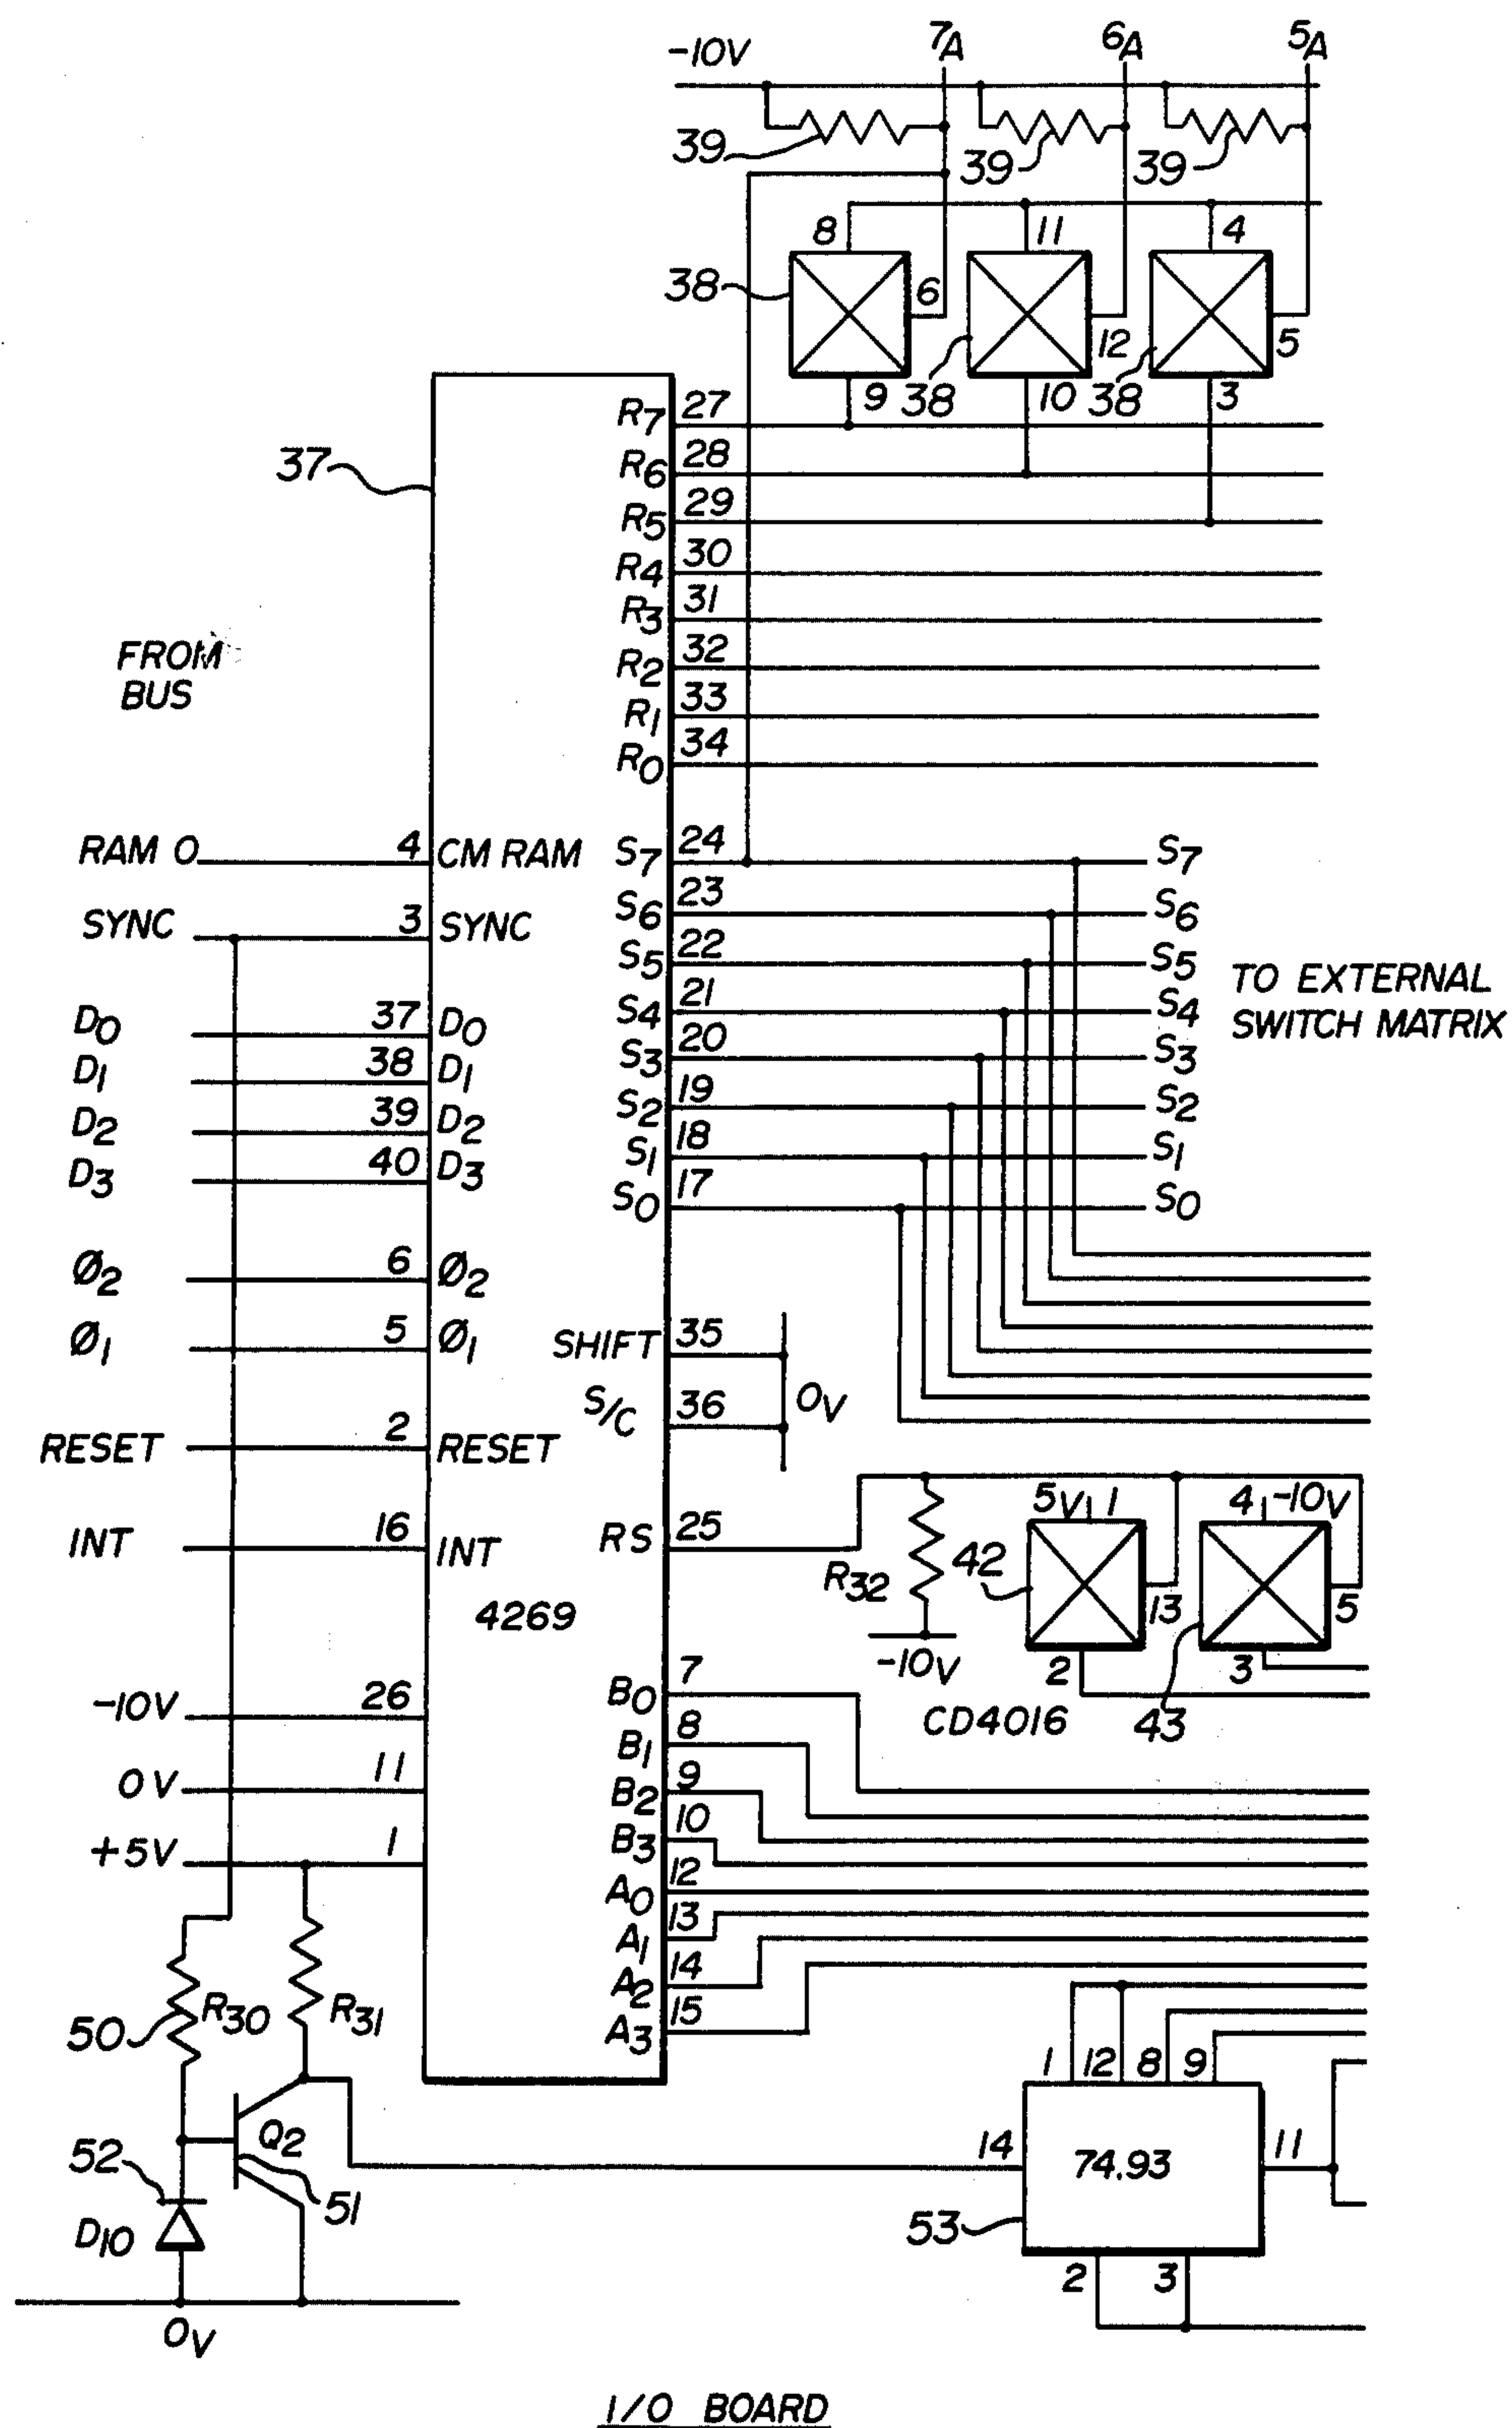 -10V 7A 6A 5A
39 39 39
8 11 4
38 6 12 5
9 38 10 38 3
37
R7 27
R6 28
R5 29
R4 30
R3 31
R2 32
R1 33
R0 34
FROM
BUS
RAM 0 4 CM RAM S7 24 S7
S6 23 S6
SYNC 3 SYNC
S5 22 S5
TO EXTERNAL
SWITCH MATRIX
S4 21 S4
D0 37 D0
S3 20 S3
D1 38 D1
S2 19 S2
D2 39 D2
S1 18 S1
D3 40 D3
S0 17 S0
Ø2 6 Ø2
Ø1 5 Ø1
SHIFT 35
S/C 36 0V
RESET 2 RESET
5V 1 4 -10V
INT 16 INT RS 25
R32 42 13 5
4269
-10V 2 3
CD4016 43
-10V 26
B0 7
B1 8
0V 11
B2 9
B3 10
+5V 1
A0 12
A1 13
A2 14
A3 15
50 R30 R31
1 12 8 9
52 Q2
14 74.93 11
51
D10
53
2 3
0V
I/O BOARD